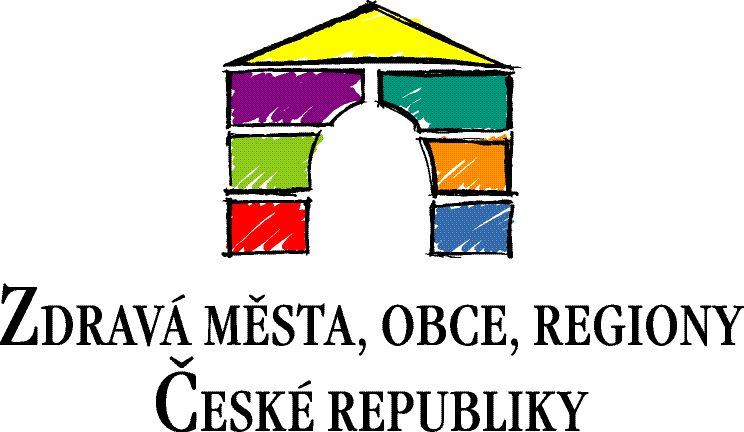 ZDRAVÁ MĚSTA, OBCE, REGIONY
ČESKÉ REPUBLIKY